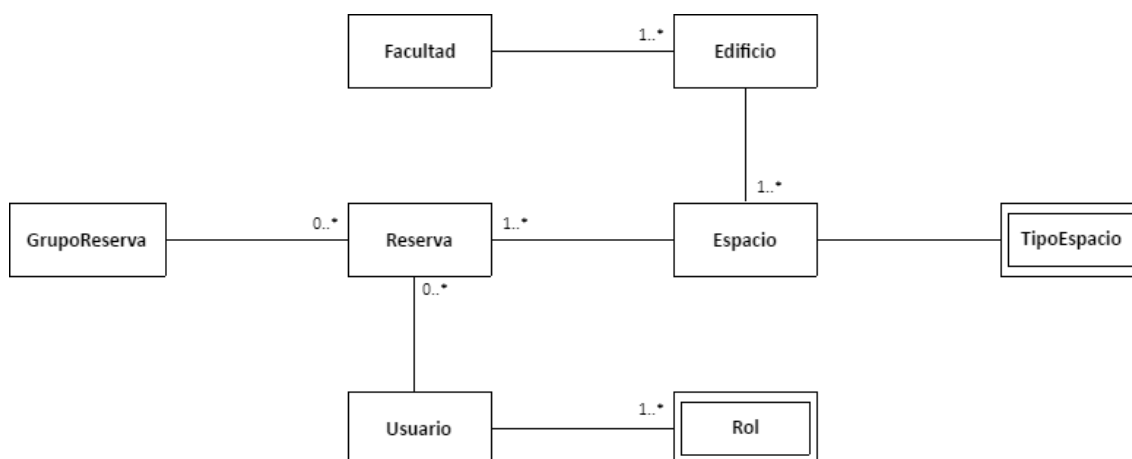 1..*
Facultad
Edificio
1..*
0..*
1..*
GrupoReserva
Reserva
Espacio
TipoEspacio
0..*
1..*
Usuario
Rol